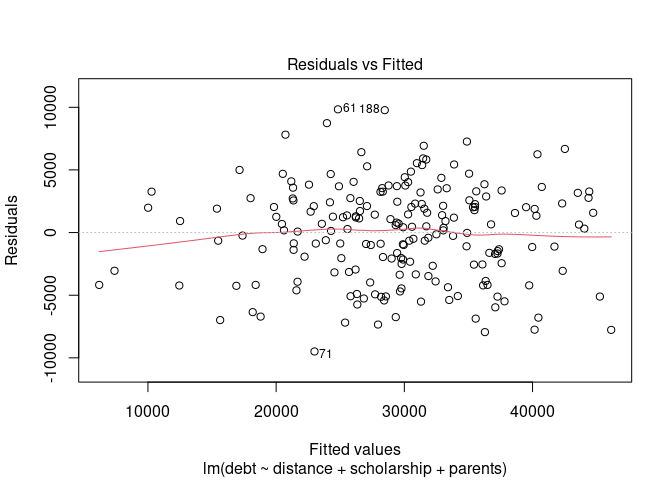 Residuals vs Fitted
Residuals
10000
5000
0
-5000
-10000
61 188
71
10000 20000 30000 40000
Fitted values
lm(debt ~ distance + scholarship + parents)